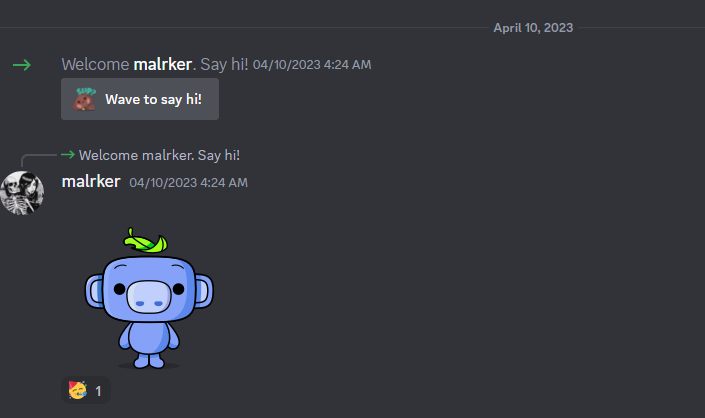 April 10, 2023
Welcome malrker. Say hi! 04/10/2023 4:24 AM
Wave to say hi!
Welcome malrker. Say hi!
malrker 04/10/2023 4:24 AM
1